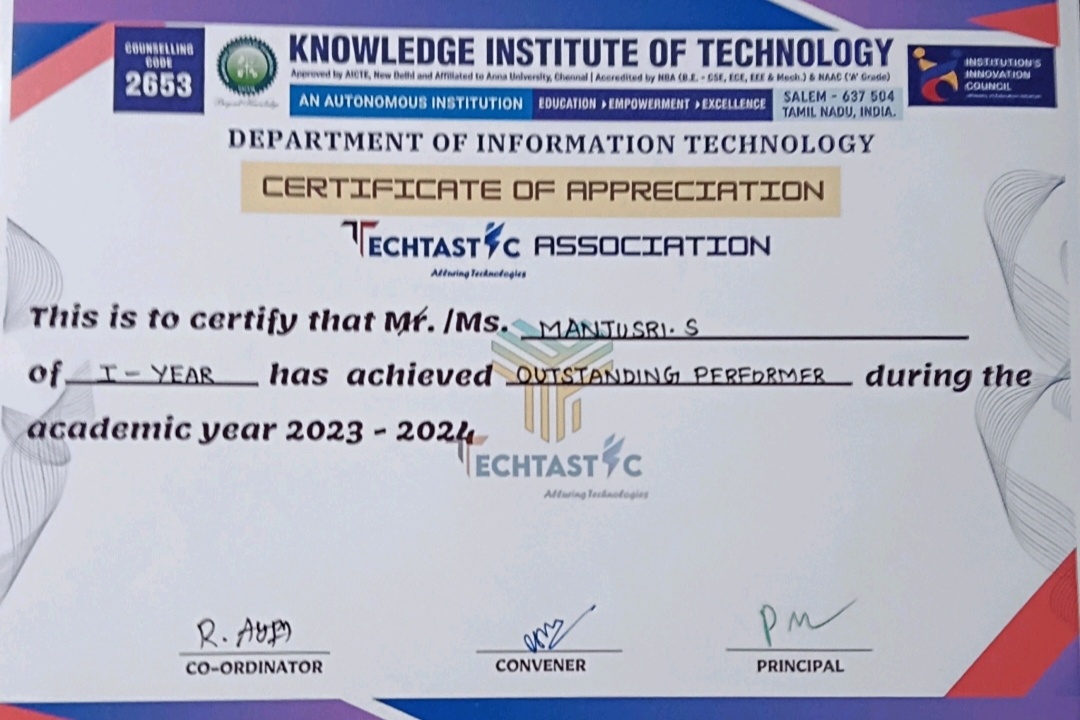 COUNSELLING
CODE
2653
KNOWLEDGE INSTITUTE OF TECHNOLOGY
Approved by AICTE, New Delhi and Affiliated to Anna University, Chennai | Accredited by NBA (B.E. - CSE, ECE, EEE & Mech.) & NAAC ('A' Grade)
AN AUTONOMOUS INSTITUTION EDUCATION EMPOWERMENT EXCELLENCE
SALEM - 637 504
TAMIL NADU, INDIA.
INSTITUTION'S
INNOVATION
COUNCIL
DEPARTMENT OF INFORMATION TECHNOLOGY
CERTIFICATE OF APPRECIATION
TECHTASTIC ASSOCIATION
Alluring Technologies
This is to certify that Mr. /Ms. MANJUSRI. S
of I - YEAR has achieved OUTSTANDING PERFORMER during the
academic year 2023 - 2024
TECHTASTIC
Alluring Technologies
CO-ORDINATOR CONVENER PRINCIPAL